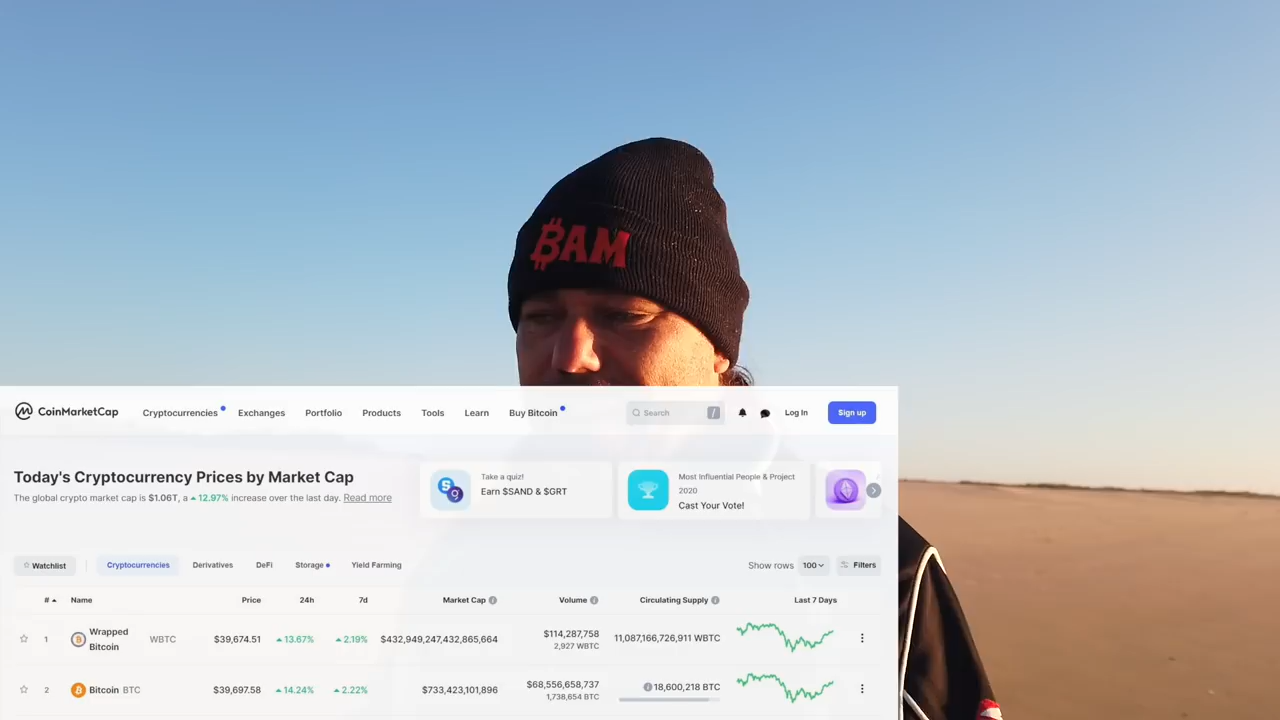 BAM
CoinMarketCap Cryptocurrencies Exchanges Portfolio Products Tools Learn Buy Bitcoin Search / Log In Sign up
Today's Cryptocurrency Prices by Market Cap
The global crypto market cap is $1.06T, a 12.97% increase over the last day. Read more
Take a quiz!
Earn $SAND & $GRT
Most Influential People & Project
2020
Cast Your Vote!
Watchlist Cryptocurrencies Derivatives DeFi Storage Yield Farming Show rows 100 Filters
# Name Price 24h 7d Market Cap Volume Circulating Supply Last 7 Days
1 Wrapped Bitcoin WBTC $39,674.51 13.67% 2.19% $432,949,247,432,865,664 $114,287,758 11,087,166,726,911 WBTC
2,927 WBTC
2 Bitcoin BTC $39,697.58 14.24% 2.22% $733,423,101,896 $68,556,658,737 18,600,218 BTC
1,738,654 BTC